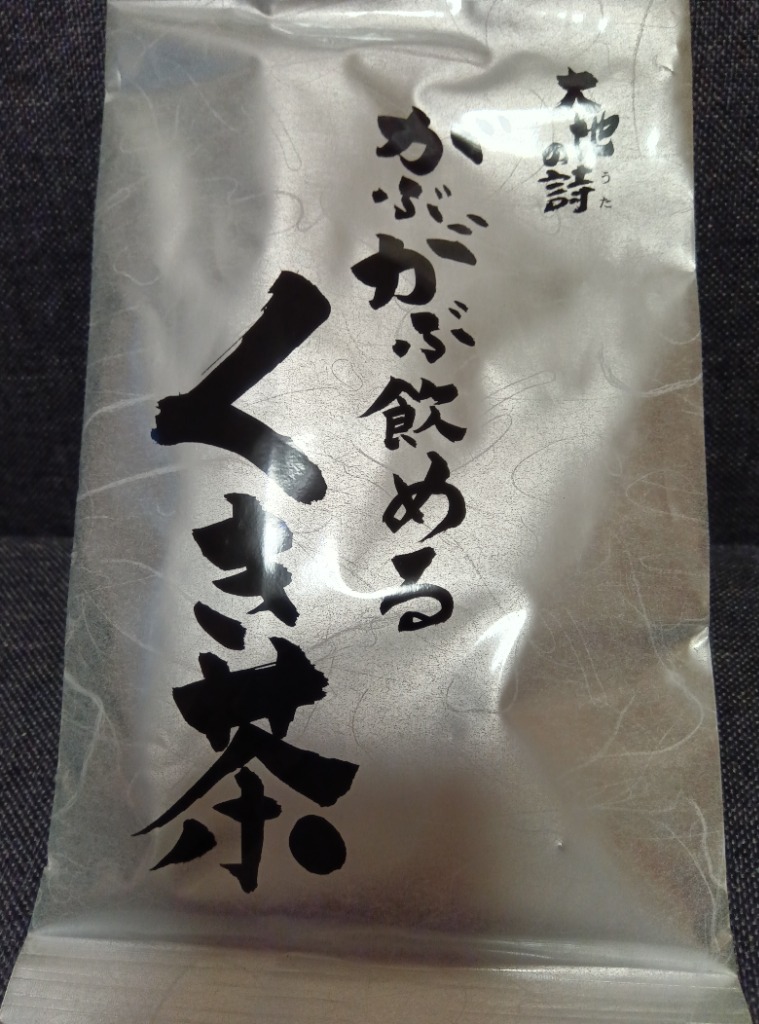 大地の詩
うた
がぶがぶ飲める
くき茶